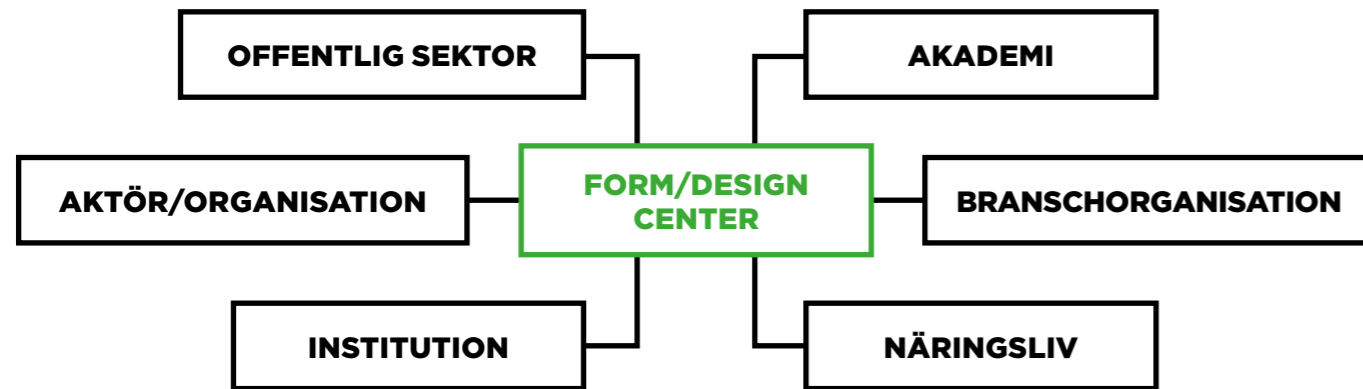 OFFENTLIG SEKTOR
AKADEMI
AKTÖR/ORGANISATION
FORM/DESIGN
CENTER
BRANSCHORGANISATION
INSTITUTION
NÄRINGSLIV